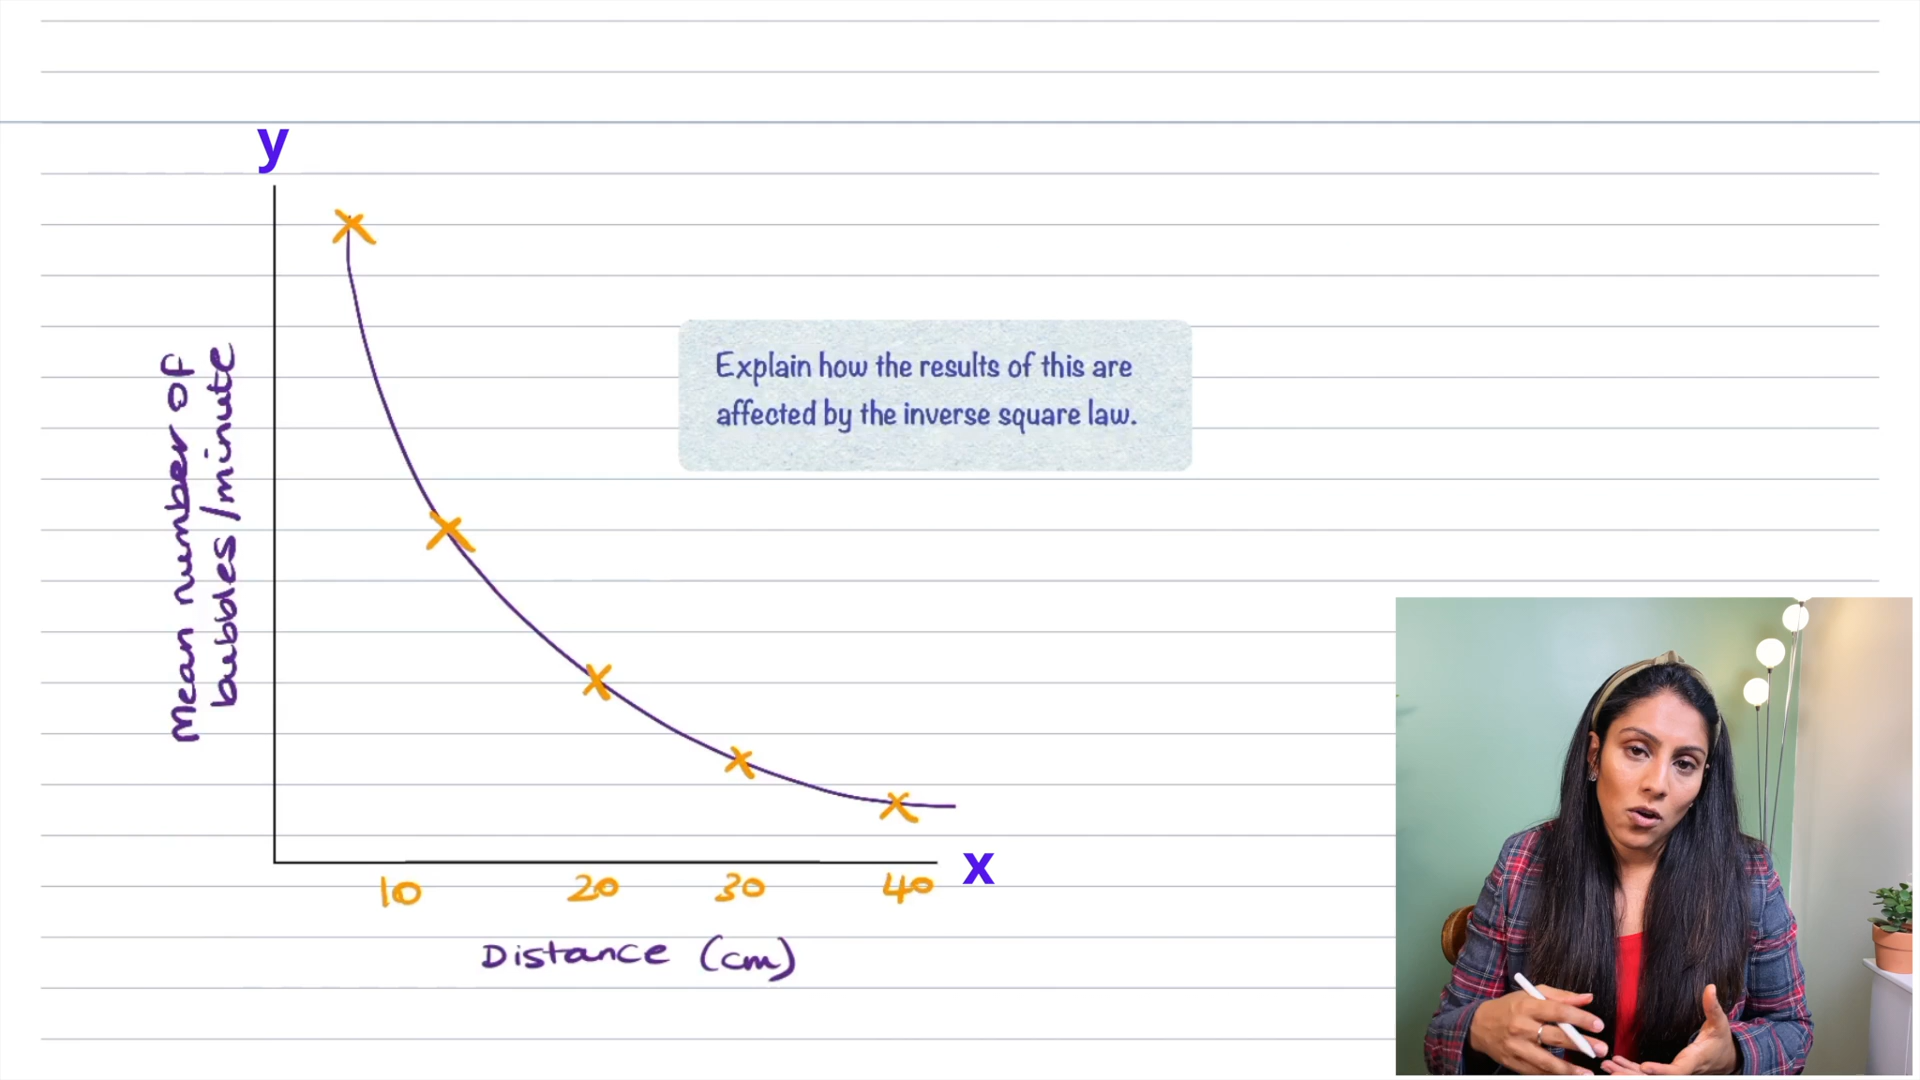 y
Mean number of
bubbles/minute
Explain how the results of this are
affected by the inverse square law.
x
10 20 30 40
Distance (cm)